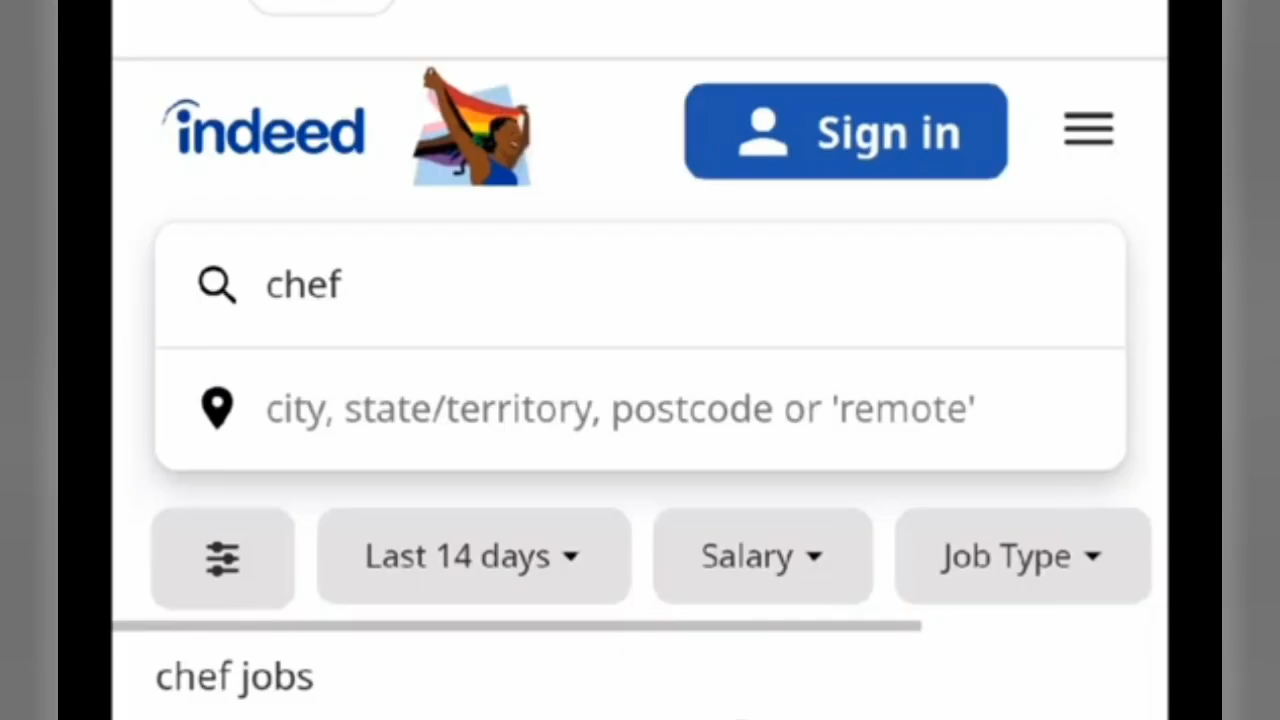 indeed
Sign in
chef
city, state/territory, postcode or 'remote'
Last 14 days
Salary
Job Type
chef jobs